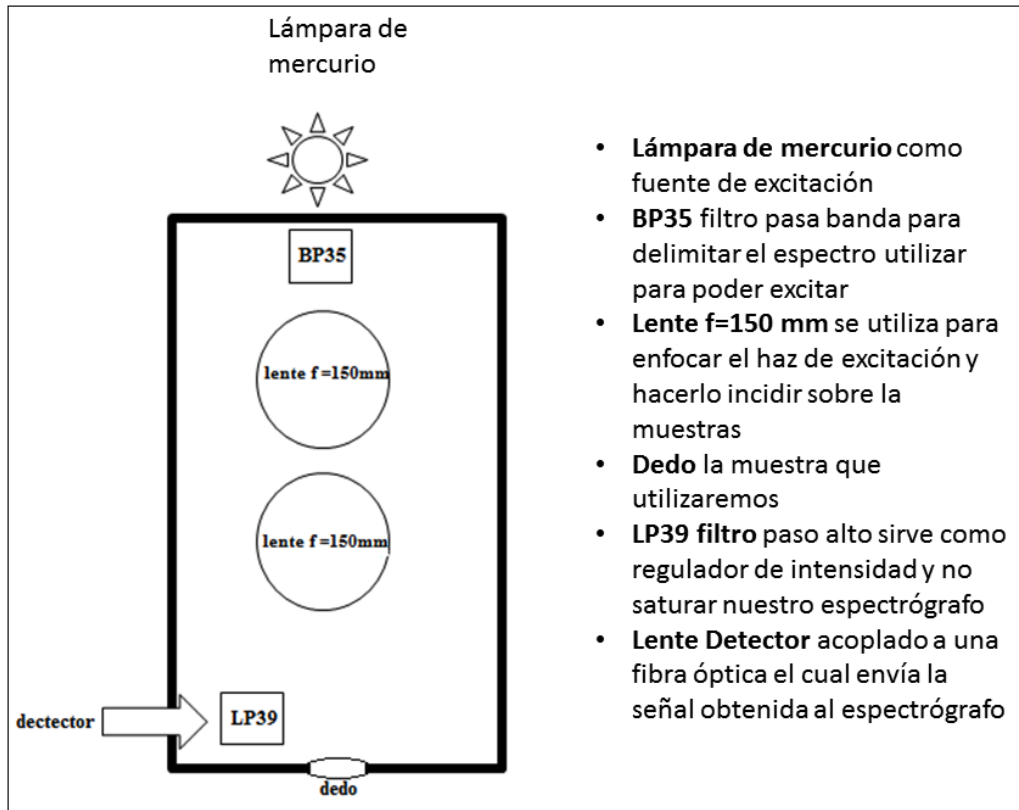 Lámpara de
mercurio
BP35
lente f =150mm
lente f =150mm
dectector
LP39
dedo
• Lámpara de mercurio como
fuente de excitación
• BP35 filtro pasa banda para
delimitar el espectro utilizar
para poder excitar
• Lente f=150 mm se utiliza para
enfocar el haz de excitación y
hacerlo incidir sobre la
muestras
• Dedo la muestra que
utilizaremos
• LP39 filtro paso alto sirve como
regulador de intensidad y no
saturar nuestro espectrógrafo
• Lente Detector acoplado a una
fibra óptica el cual envía la
señal obtenida al espectrógrafo